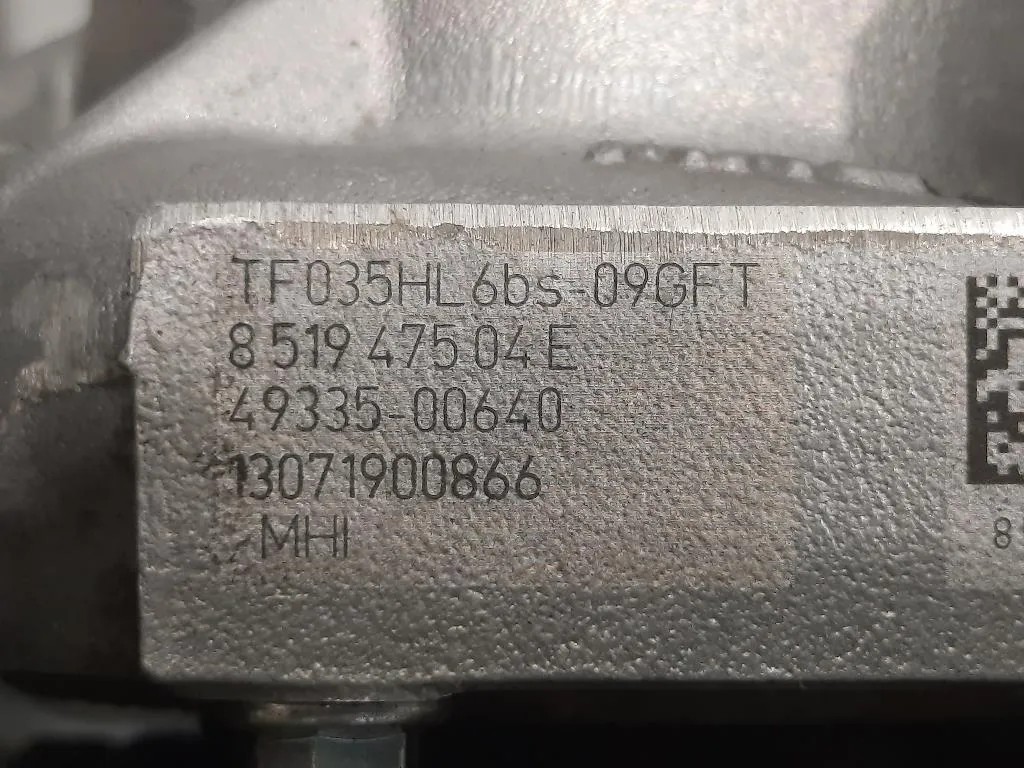 TF035HL6bs-09GFT
8 519 475 04 E
49335-00640
13071900866
MHI
8